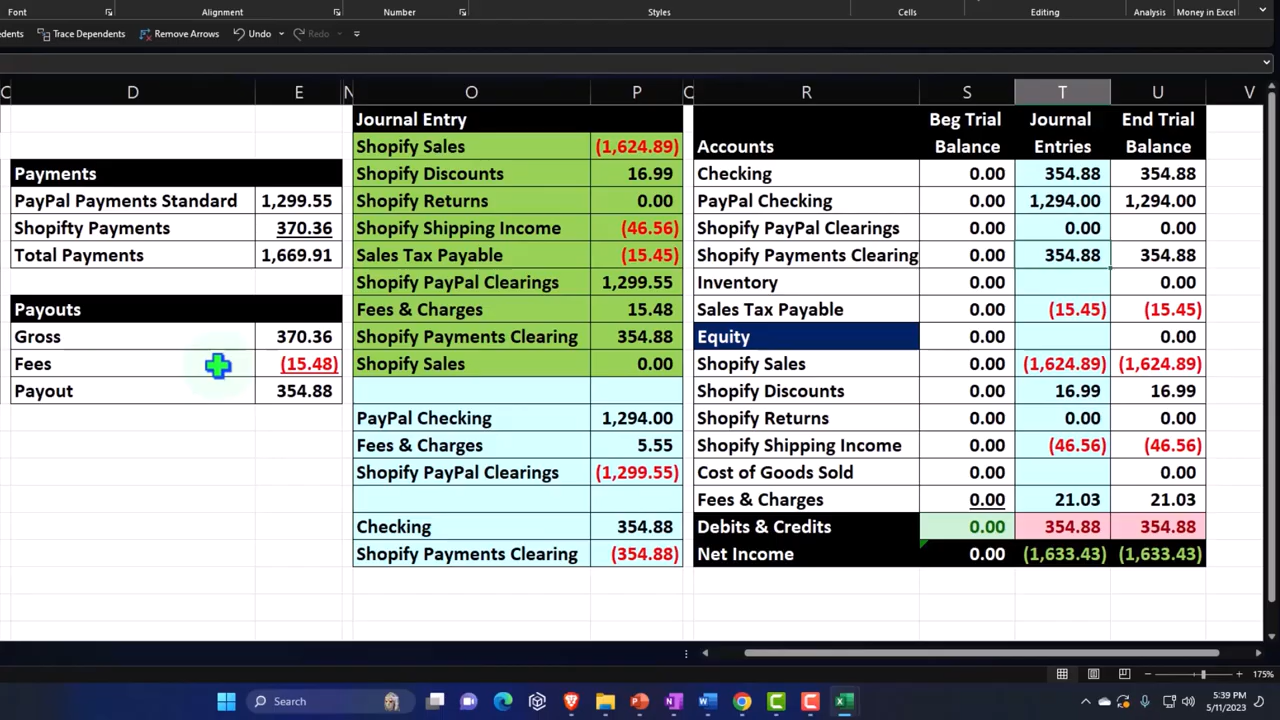 Font Alignment Number Styles Cells Editing Analysis Money in Excel
edents Trace Dependents Remove Arrows Undo Redo
C D E N O P C R S T U V
Journal Entry Beg Trial Journal End Trial
Shopify Sales (1,624.89) Accounts Balance Entries Balance
Payments Shopify Discounts 16.99 Checking 0.00 354.88 354.88
PayPal Payments Standard 1,299.55 Shopify Returns 0.00 PayPal Checking 0.00 1,294.00 1,294.00
Shopifty Payments 370.36 Shopify Shipping Income (46.56) Shopify PayPal Clearings 0.00 0.00 0.00
Total Payments 1,669.91 Sales Tax Payable (15.45) Shopify Payments Clearing 0.00 354.88 354.88
Shopify PayPal Clearings 1,299.55 Inventory 0.00 0.00
Payouts Fees & Charges 15.48 Sales Tax Payable 0.00 (15.45) (15.45)
Gross 370.36 Shopify Payments Clearing 354.88 Equity 0.00 0.00
Fees (15.48) Shopify Sales 0.00 Shopify Sales 0.00 (1,624.89) (1,624.89)
Payout 354.88 Shopify Discounts 0.00 16.99 16.99
PayPal Checking 1,294.00 Shopify Returns 0.00 0.00 0.00
Fees & Charges 5.55 Shopify Shipping Income 0.00 (46.56) (46.56)
Shopify PayPal Clearings (1,299.55) Cost of Goods Sold 0.00 0.00
Fees & Charges 0.00 21.03 21.03
Checking 354.88 Debits & Credits 0.00 354.88 354.88
Shopify Payments Clearing (354.88) Net Income 0.00 (1,633.43) (1,633.43)
175%
Search
5:39 PM
5/11/2023